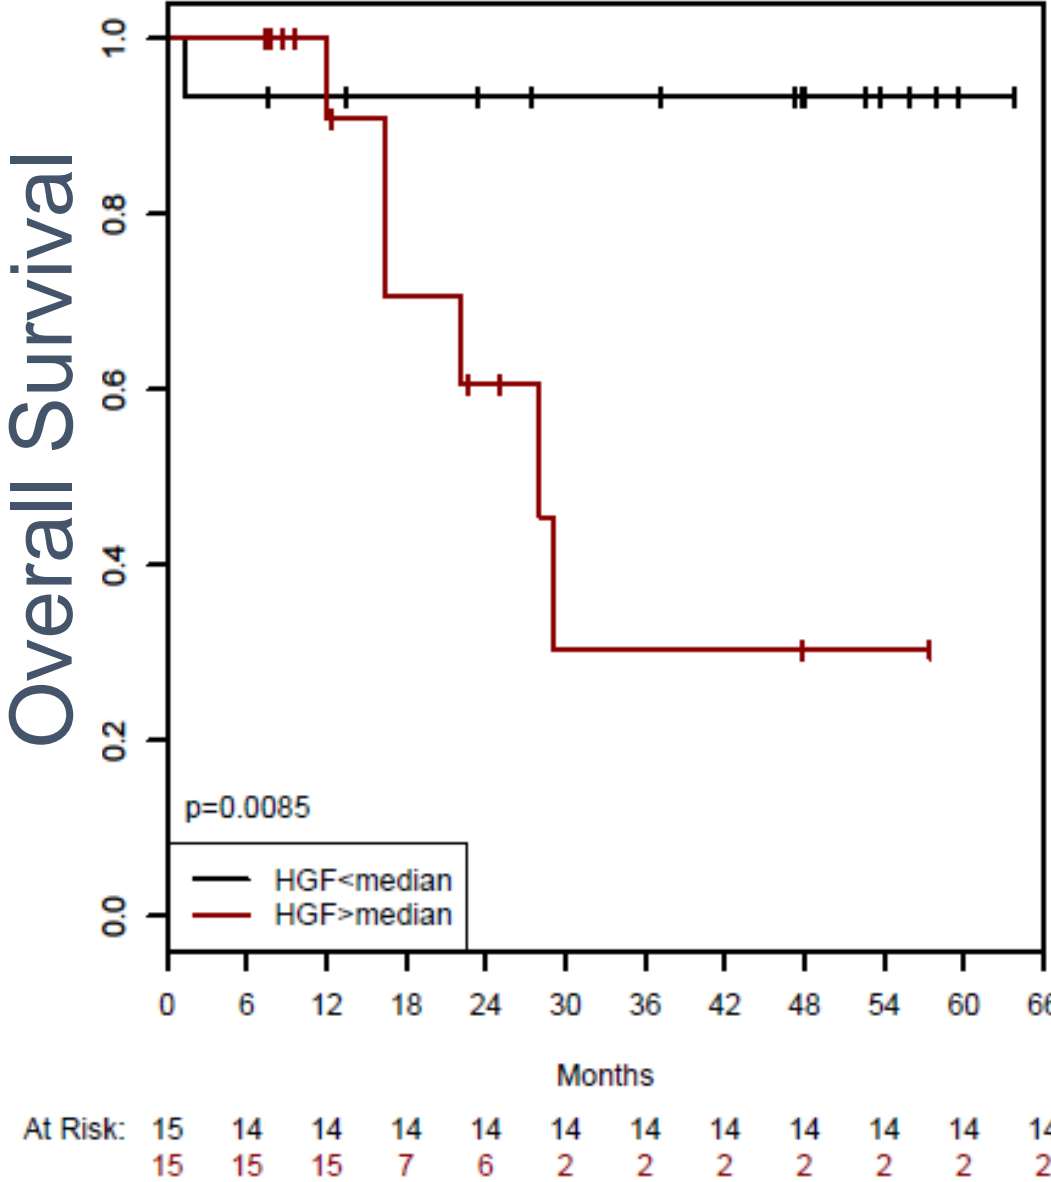 Overall Survival
1.0
0.8
0.6
0.4
0.2
0.0
p=0.0085
HGF<median
HGF>median
0 6 12 18 24 30 36 42 48 54 60 66
Months
At Risk: 15 14 14 14 14 14 14 14 14 14 14 14
15 15 15 7 6 2 2 2 2 2 2 2